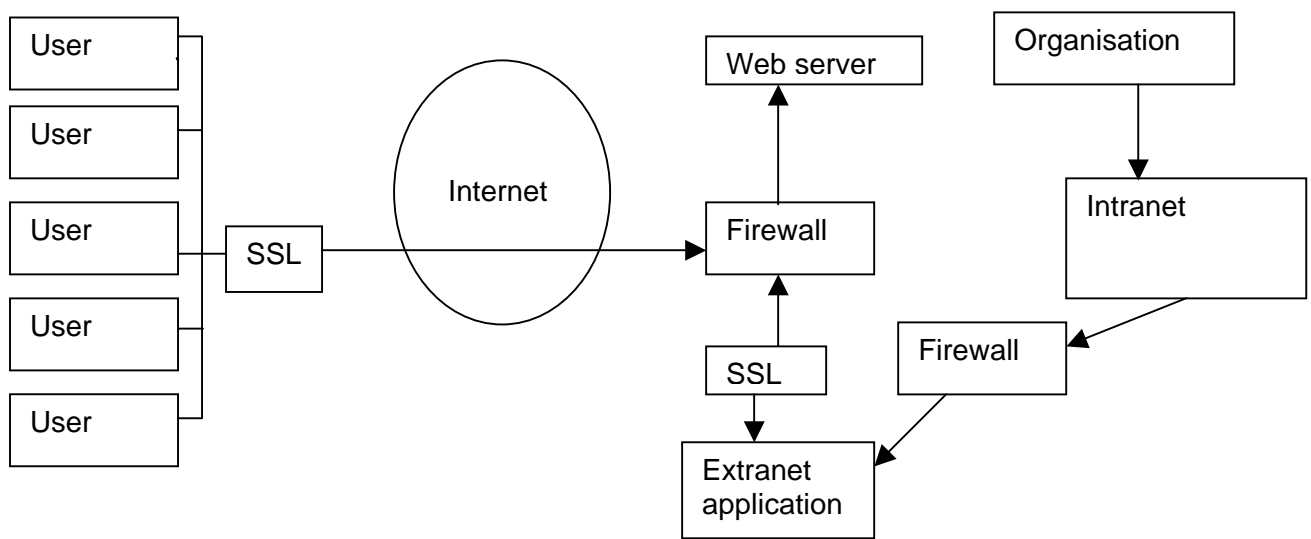 User
User
User
User
User
SSL
Internet
Web server
Firewall
SSL
Extranet
application
Organisation
Intranet
Firewall